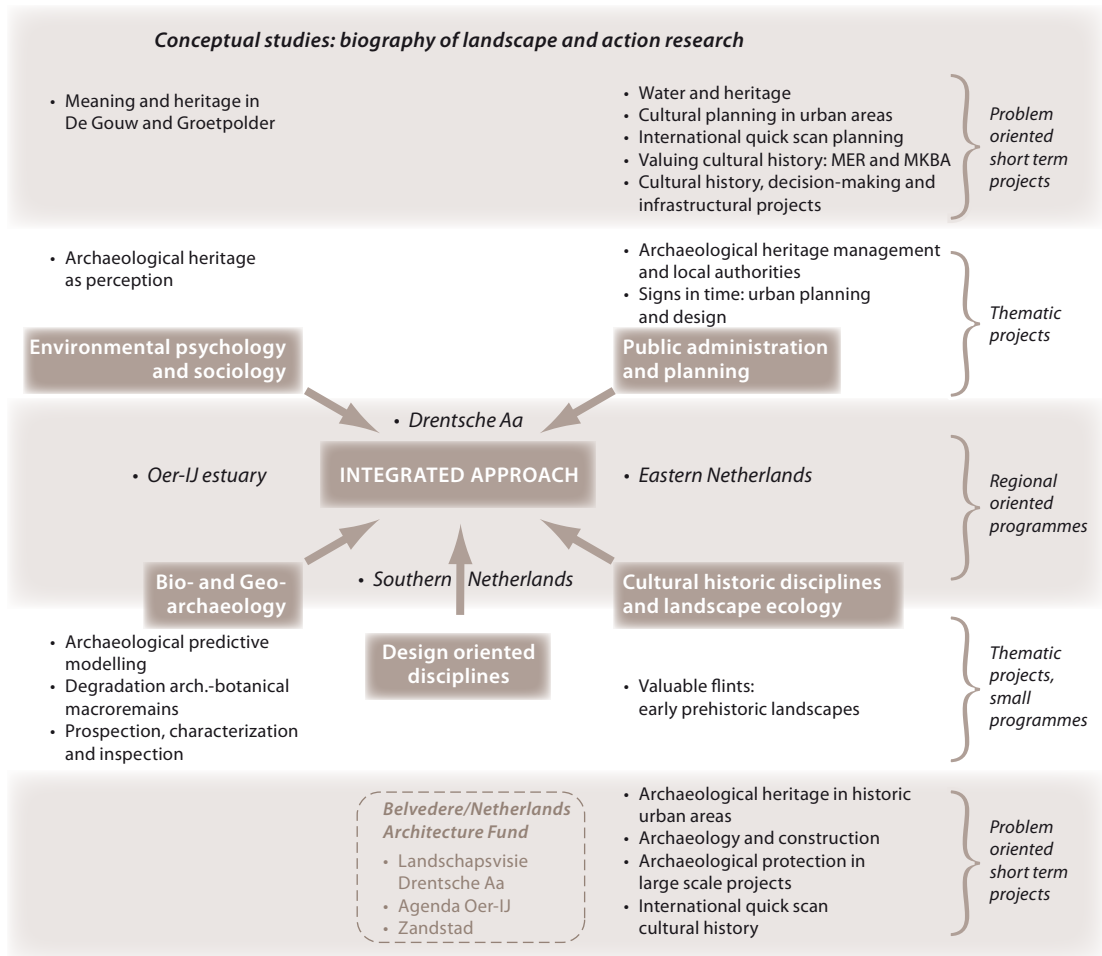 Conceptual studies: biography of landscape and action research
• Meaning and heritage in
De Gouw and Groetpolder
• Water and heritage
• Cultural planning in urban areas
• International quick scan planning
• Valuing cultural history: MER and MKBA
• Cultural history, decision-making and
infrastructural projects
Problem
oriented
short term
projects
• Archaeological heritage
as perception
• Archaeological heritage management
and local authorities
• Signs in time: urban planning
and design
Thematic
projects
Environmental psychology
and sociology
Public administration
and planning
• Drentsche Aa
• Oer-IJ estuary
INTEGRATED APPROACH
• Eastern Netherlands
Regional
oriented
programmes
Bio- and Geo-
archaeology
• Southern Netherlands
Cultural historic disciplines
and landscape ecology
Design oriented
disciplines
• Archaeological predictive
modelling
• Degradation arch.-botanical
macroremains
• Prospection, characterization
and inspection
• Valuable flints:
early prehistoric landscapes
Thematic
projects,
small
programmes
Belvedere/Netherlands
Architecture Fund
• Landschapsvisie
Drentsche Aa
• Agenda Oer-IJ
• Zandstad
• Archaeological heritage in historic
urban areas
• Archaeology and construction
• Archaeological protection in
large scale projects
• International quick scan
cultural history
Problem
oriented
short term
projects